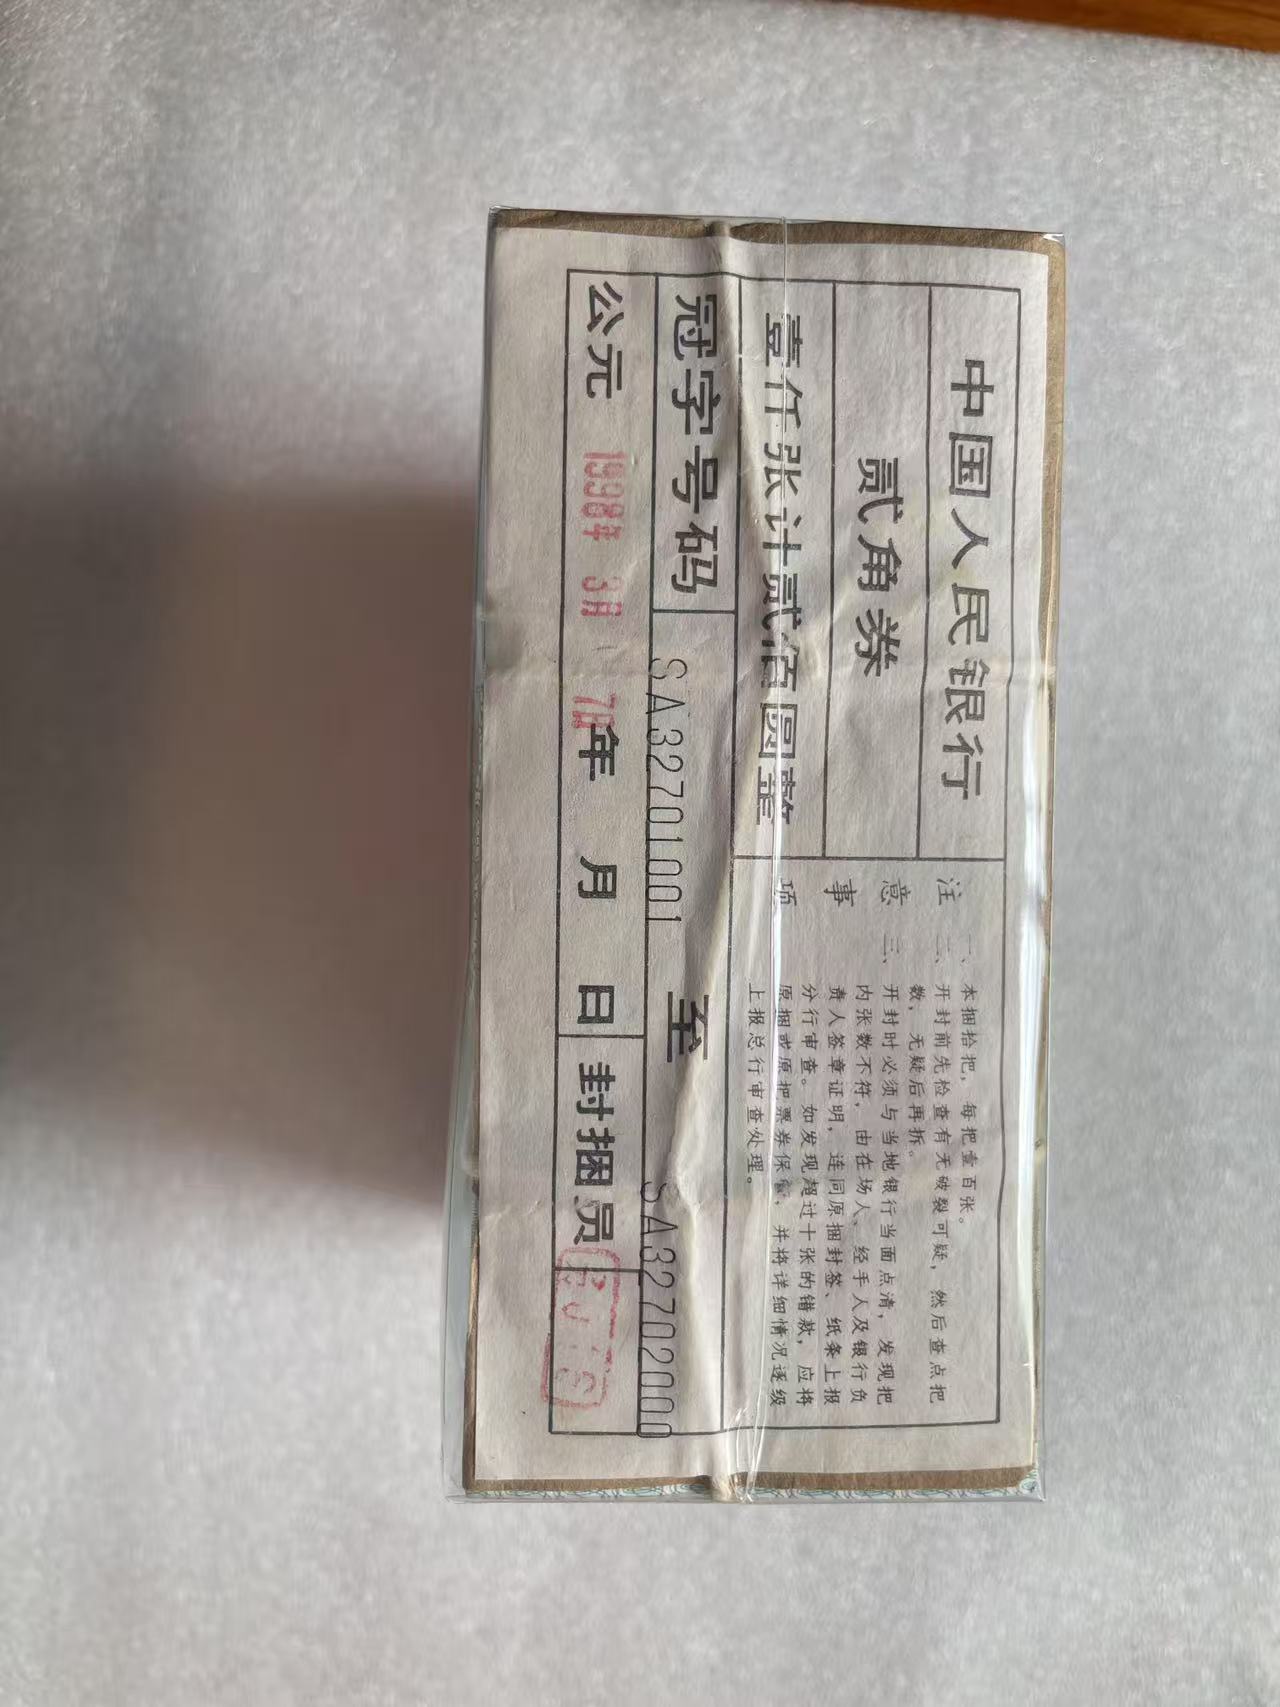 中国人民银行
贰角券
壹仟张计贰佰圆整
注意事项
一、本捆拾把，每把壹百张。
二、开封前先检查有无破裂可疑，然后查点把
数，无疑后再拆。
三、开封时必须与当地银行当面点清，发现把
内张数不符，由在场人、经手人及银行负
责人签章证明，连同原捆封签、纸条上报
分行审查。如发现超过十张的错款，应将
原捆或原把票券保管，并将详细情况逐级
上报总行审查处理。
冠字号码 SA32701001 至 SA32702000
公元 1998年 3月 7日 年 月 日 封捆员